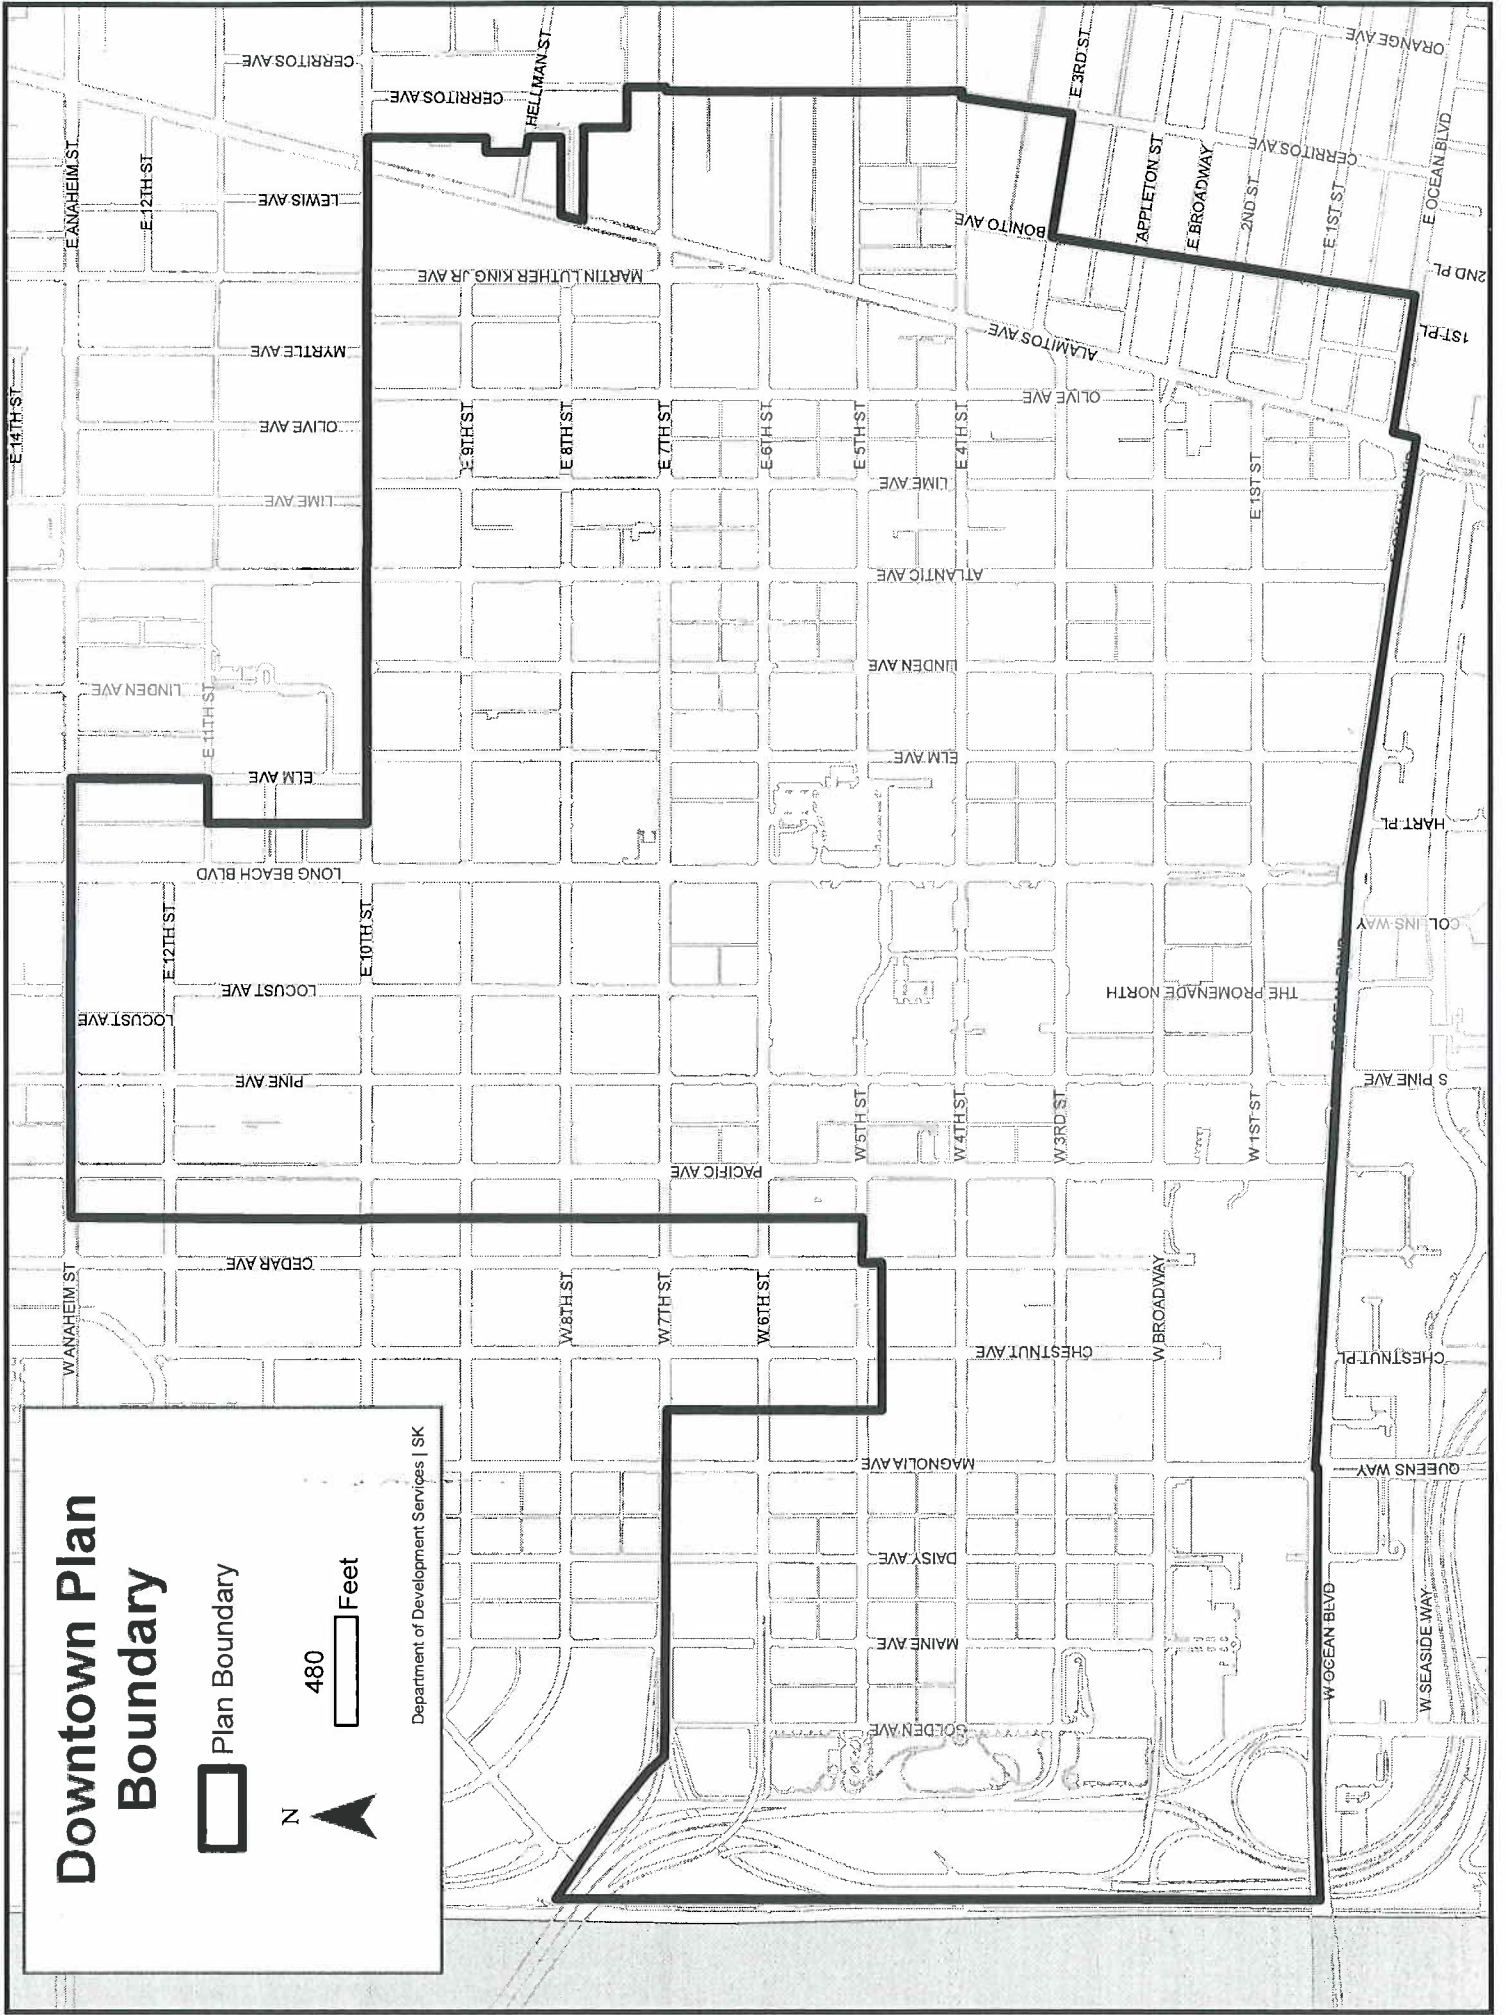 Downtown Plan
Boundary
Plan Boundary
N
480
Feet
Department of Development Services | SK
E 14TH ST
W ANAHEIM ST
E ANAHEIM ST
E 12TH ST
E 12TH ST
E 11TH ST
E 10TH ST
E 9TH ST
W 8TH ST
E 8TH ST
HELLMAN ST
W 7TH ST
E 7TH ST
W 6TH ST
E 6TH ST
W 5TH ST
E 5TH ST
W 4TH ST
E 4TH ST
W 3RD ST
E 3RD ST
APPLETON ST
W BROADWAY
E BROADWAY
2ND ST
W 1ST ST
E 1ST ST
E 1ST ST
W OCEAN BLVD
E OCEAN BLVD
W SEASIDE WAY
GOLDEN AVE
MAINE AVE
DAISY AVE
MAGNOLIA AVE
QUEENS WAY
CHESTNUT AVE
CHESTNUT PL
CEDAR AVE
PACIFIC AVE
PINE AVE
S PINE AVE
LOCUST AVE
LOCUST AVE
THE PROMENADE NORTH
COLLINS WAY
LONG BEACH BLVD
HART PL
ELM AVE
ELM AVE
LINDEN AVE
LINDEN AVE
ATLANTIC AVE
LIME AVE
LIME AVE
OLIVE AVE
OLIVE AVE
MYRTLE AVE
ALAMITOS AVE
MARTIN LUTHER KING JR AVE
1ST PL
2ND PL
BONITO AVE
LEWIS AVE
CERRITOS AVE
CERRITOS AVE
CERRITOS AVE
ORANGE AVE